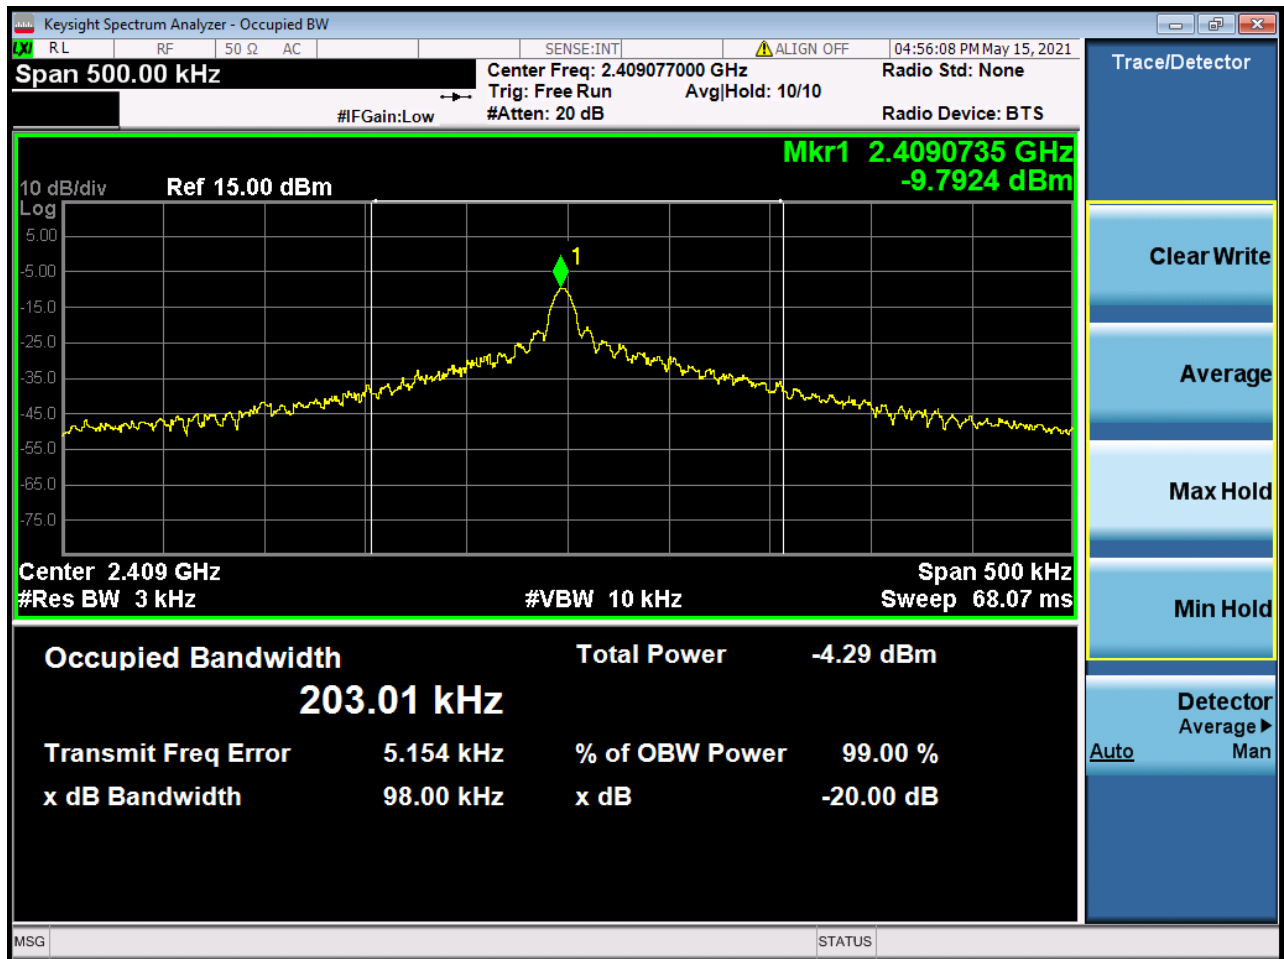 Keysight Spectrum Analyzer - Occupied BW
LXI RL RF 50 Ω AC SENSE:INT ALIGN OFF 04:56:08 PM May 15, 2021
Span 500.00 kHz
Center Freq: 2.409077000 GHz Radio Std: None
Trig: Free Run Avg|Hold: 10/10
#IFGain:Low #Atten: 20 dB Radio Device: BTS
Mkr1 2.4090735 GHz
-9.7924 dBm
10 dB/div Ref 15.00 dBm
Log
5.00
-5.00
-15.0
-25.0
-35.0
-45.0
-55.0
-65.0
-75.0
1
Center 2.409 GHz Span 500 kHz
#Res BW 3 kHz #VBW 10 kHz Sweep 68.07 ms
Occupied Bandwidth Total Power -4.29 dBm
203.01 kHz
Transmit Freq Error 5.154 kHz % of OBW Power 99.00 %
x dB Bandwidth 98.00 kHz x dB -20.00 dB
Trace/Detector
Clear Write
Average
Max Hold
Min Hold
Detector
Average
Auto Man
MSG STATUS